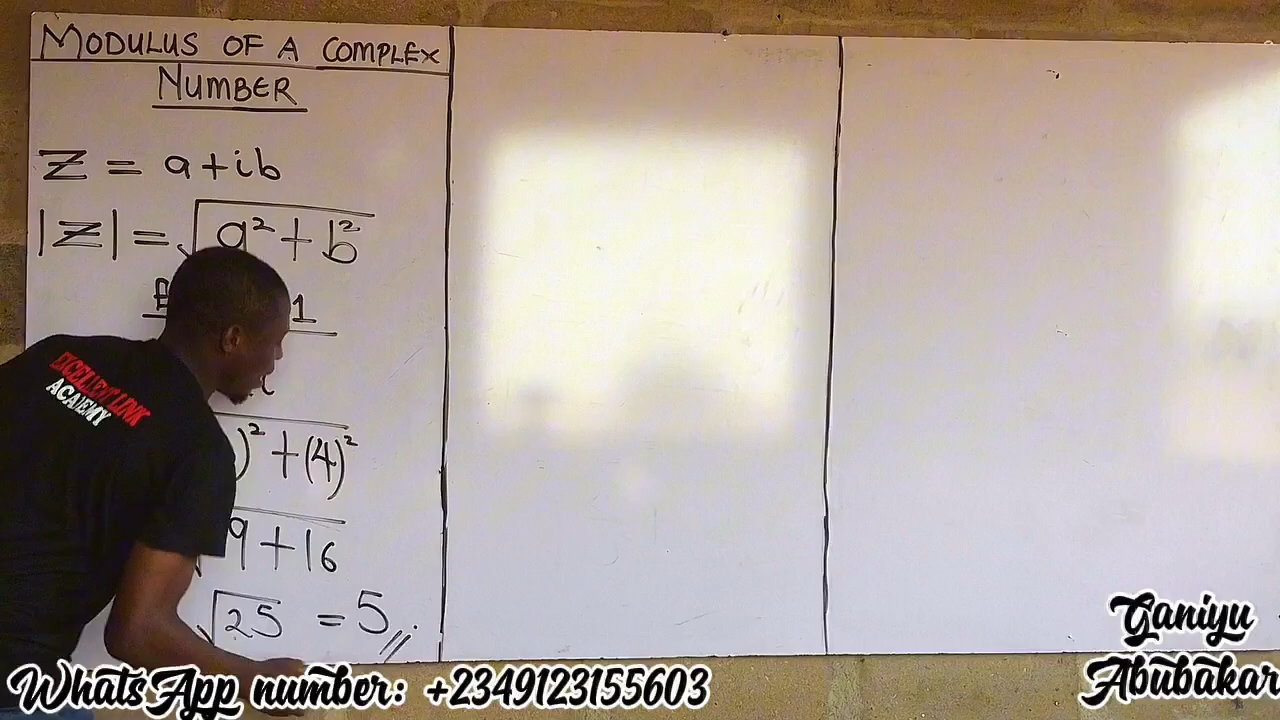 MODULUS OF A COMPLEX
NUMBER
Z = a+ib
|Z| = √a² + b²
1
)² + (4)²
9 + 16
√25 = 5
EXCELLENT LINK
ACADEMY
WhatsApp number: +2349123155603
Ganiyu
Abubakar